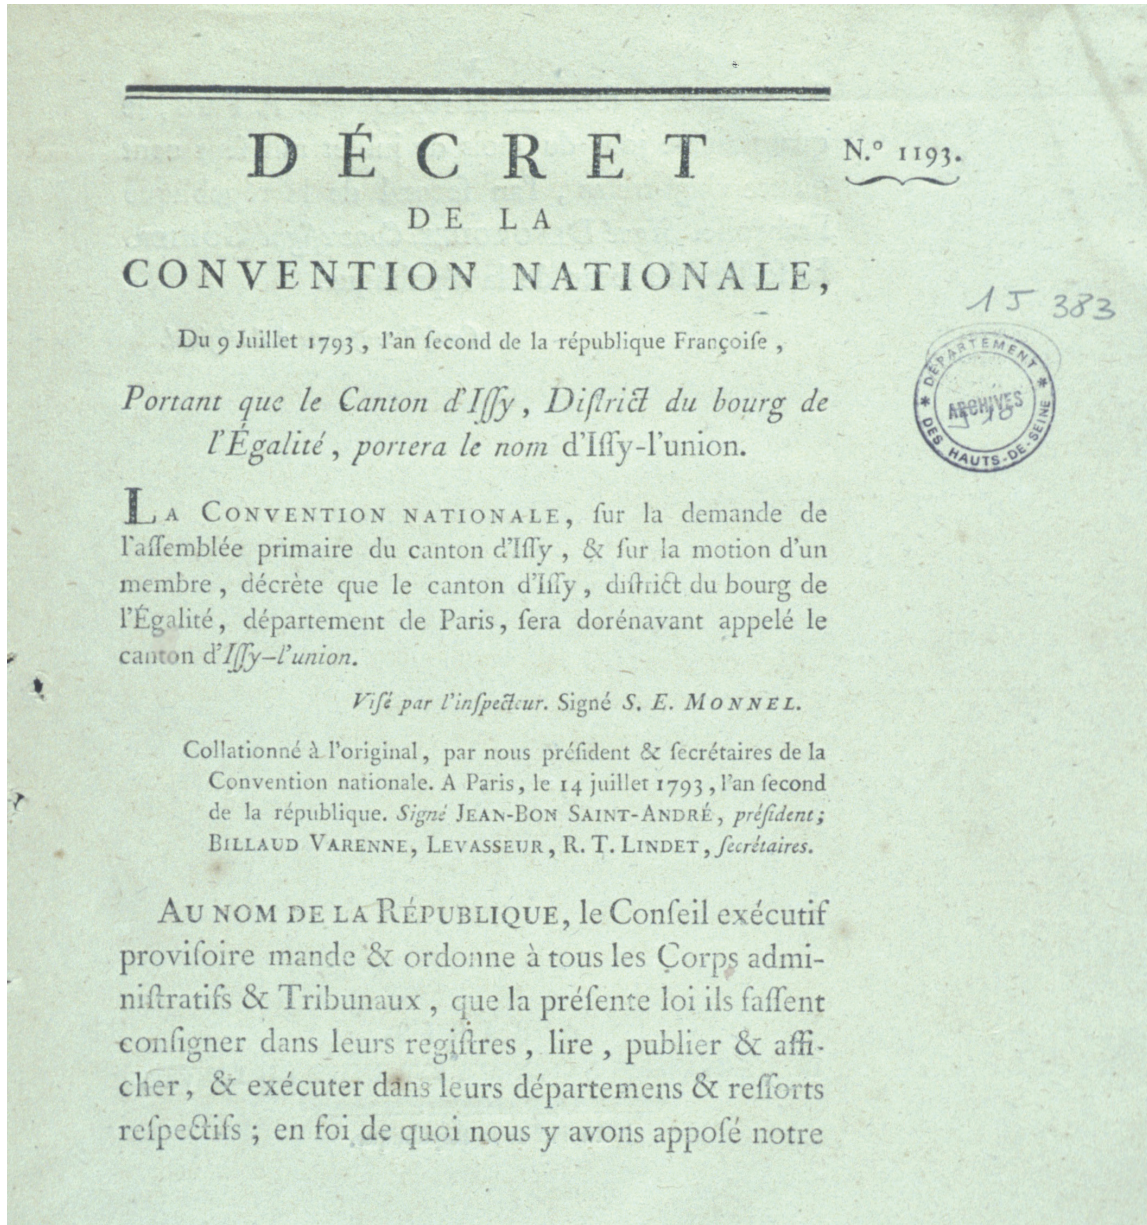 DÉCRET
N.º 1193.
DE LA
CONVENTION NATIONALE,
1 J 383
Du 9 Juillet 1793, l'an ſecond de la république Françoiſe,
DÉPARTEMENT
ARCHIVES
DES HAUTS-DE-SEINE
Portant que le Canton d'Iſſy, Diſtrict du bourg de
l'Égalité, portera le nom d'Iſſy-l'union.
LA CONVENTION NATIONALE, ſur la demande de
l'aſſemblée primaire du canton d'Iſſy, & ſur la motion d'un
membre, décrète que le canton d'Iſſy, diſtrict du bourg de
l'Égalité, département de Paris, ſera dorénavant appelé le
canton d'Iſſy-l'union.
Viſé par l'inſpecteur. Signé S. E. MONNEL.
Collationné à l'original, par nous préſident & ſecrétaires de la
Convention nationale. A Paris, le 14 juillet 1793, l'an ſecond
de la république. Signé JEAN-BON SAINT-ANDRÉ, préſident;
BILLAUD VARENNE, LEVASSEUR, R. T. LINDET, ſecrétaires.
AU NOM DE LA RÉPUBLIQUE, le Conſeil exécutif
proviſoire mande & ordonne à tous les Corps admi-
niſtratifs & Tribunaux, que la préſente loi ils faſſent
conſigner dans leurs regiſtres, lire, publier & affi-
cher, & exécuter dans leurs départemens & reſſorts
reſpectifs; en foi de quoi nous y avons appoſé notre